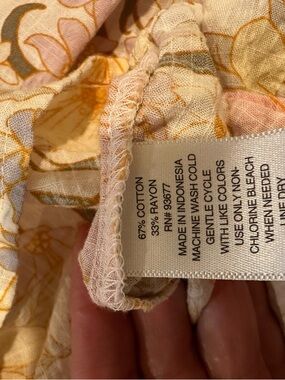 67% COTTON
33% RAYON
RN# 93677
MADE IN INDONESIA
MACHINE WASH COLD
GENTLE CYCLE
WITH LIKE COLORS
USE ONLY NON-
CHLORINE BLEACH
WHEN NEEDED
LINE DRY